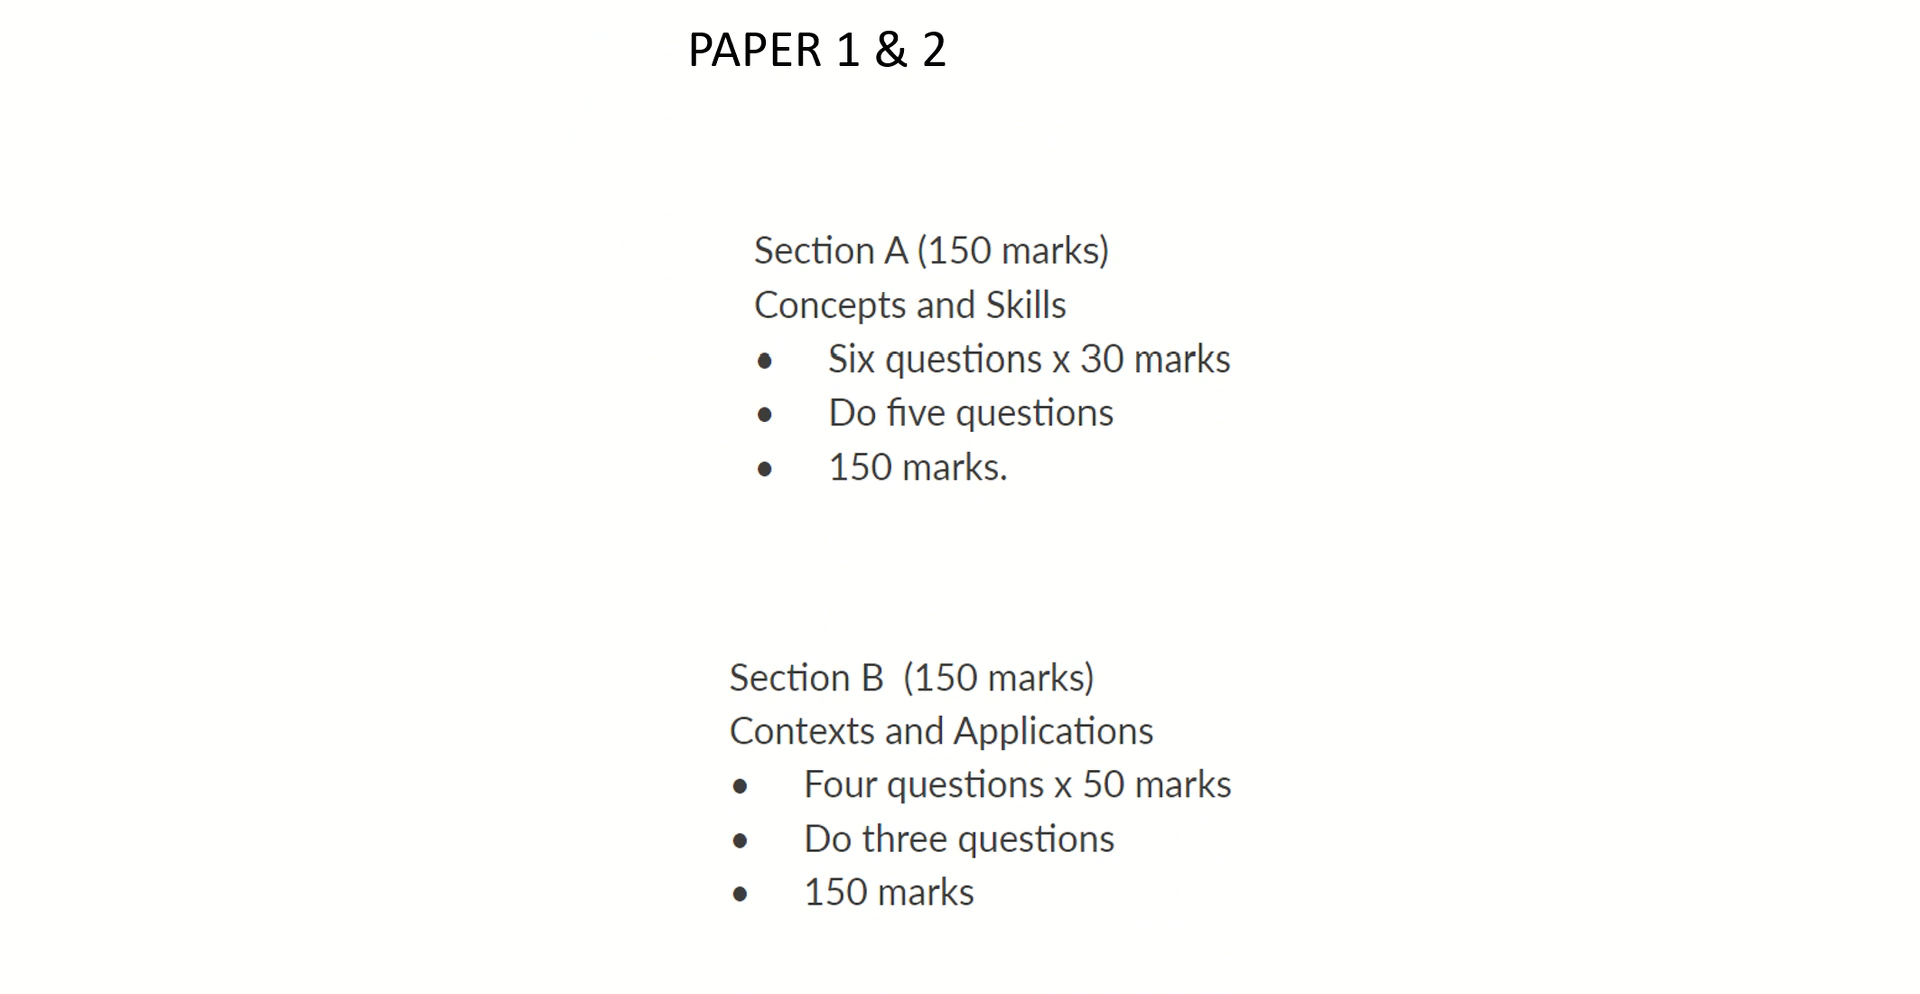 PAPER 1 & 2
Section A (150 marks)
Concepts and Skills
• Six questions x 30 marks
• Do five questions
• 150 marks.
Section B (150 marks)
Contexts and Applications
• Four questions x 50 marks
• Do three questions
• 150 marks